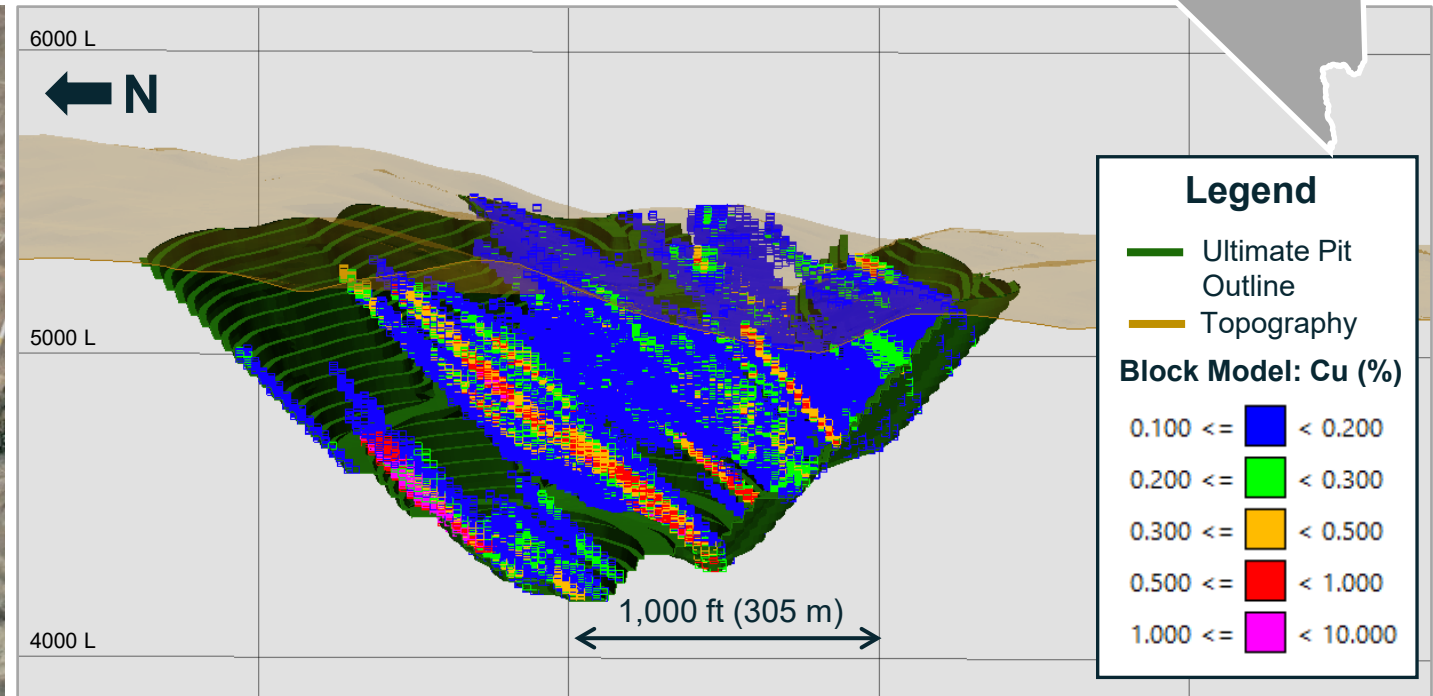 6000 L
N
5000 L
4000 L
1,000 ft (305 m)
Legend
Ultimate Pit
Outline
Topography
Block Model: Cu (%)
0.100 <= < 0.200
0.200 <= < 0.300
0.300 <= < 0.500
0.500 <= < 1.000
1.000 <= < 10.000